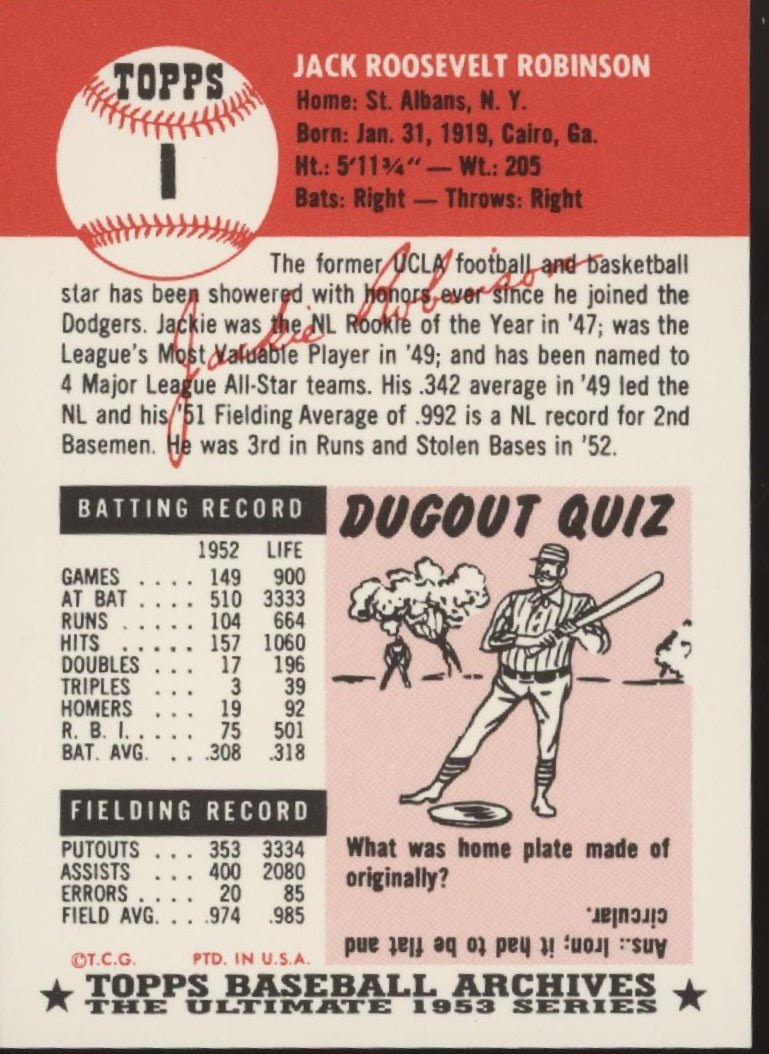 TOPPS
1
JACK ROOSEVELT ROBINSON
Home: St. Albans, N. Y.
Born: Jan. 31, 1919, Cairo, Ga.
Ht.: 5'11¾" — Wt.: 205
Bats: Right — Throws: Right
The former UCLA football and basketball
star has been showered with honors ever since he joined the
Dodgers. Jackie was the NL Rookie of the Year in '47; was the
League's Most Valuable Player in '49; and has been named to
4 Major League All-Star teams. His .342 average in '49 led the
NL and his '51 Fielding Average of .992 is a NL record for 2nd
Basemen. He was 3rd in Runs and Stolen Bases in '52.
Jackie Robinson
BATTING RECORD
1952 LIFE
GAMES .... 149 900
AT BAT .... 510 3333
RUNS ..... 104 664
HITS ..... 157 1060
DOUBLES ... 17 196
TRIPLES ... 3 39
HOMERS ... 19 92
R. B. I. .... 75 501
BAT. AVG. ... .308 .318
FIELDING RECORD
PUTOUTS ... 353 3334
ASSISTS ... 400 2080
ERRORS .... 20 85
FIELD AVG. ... .974 .985
DUGOUT QUIZ
What was home plate made of
originally?
Ans.: Iron; it had to be flat and
circular.
©T.C.G. PTD. IN U.S.A.
★ TOPPS BASEBALL ARCHIVES ★
THE ULTIMATE 1953 SERIES